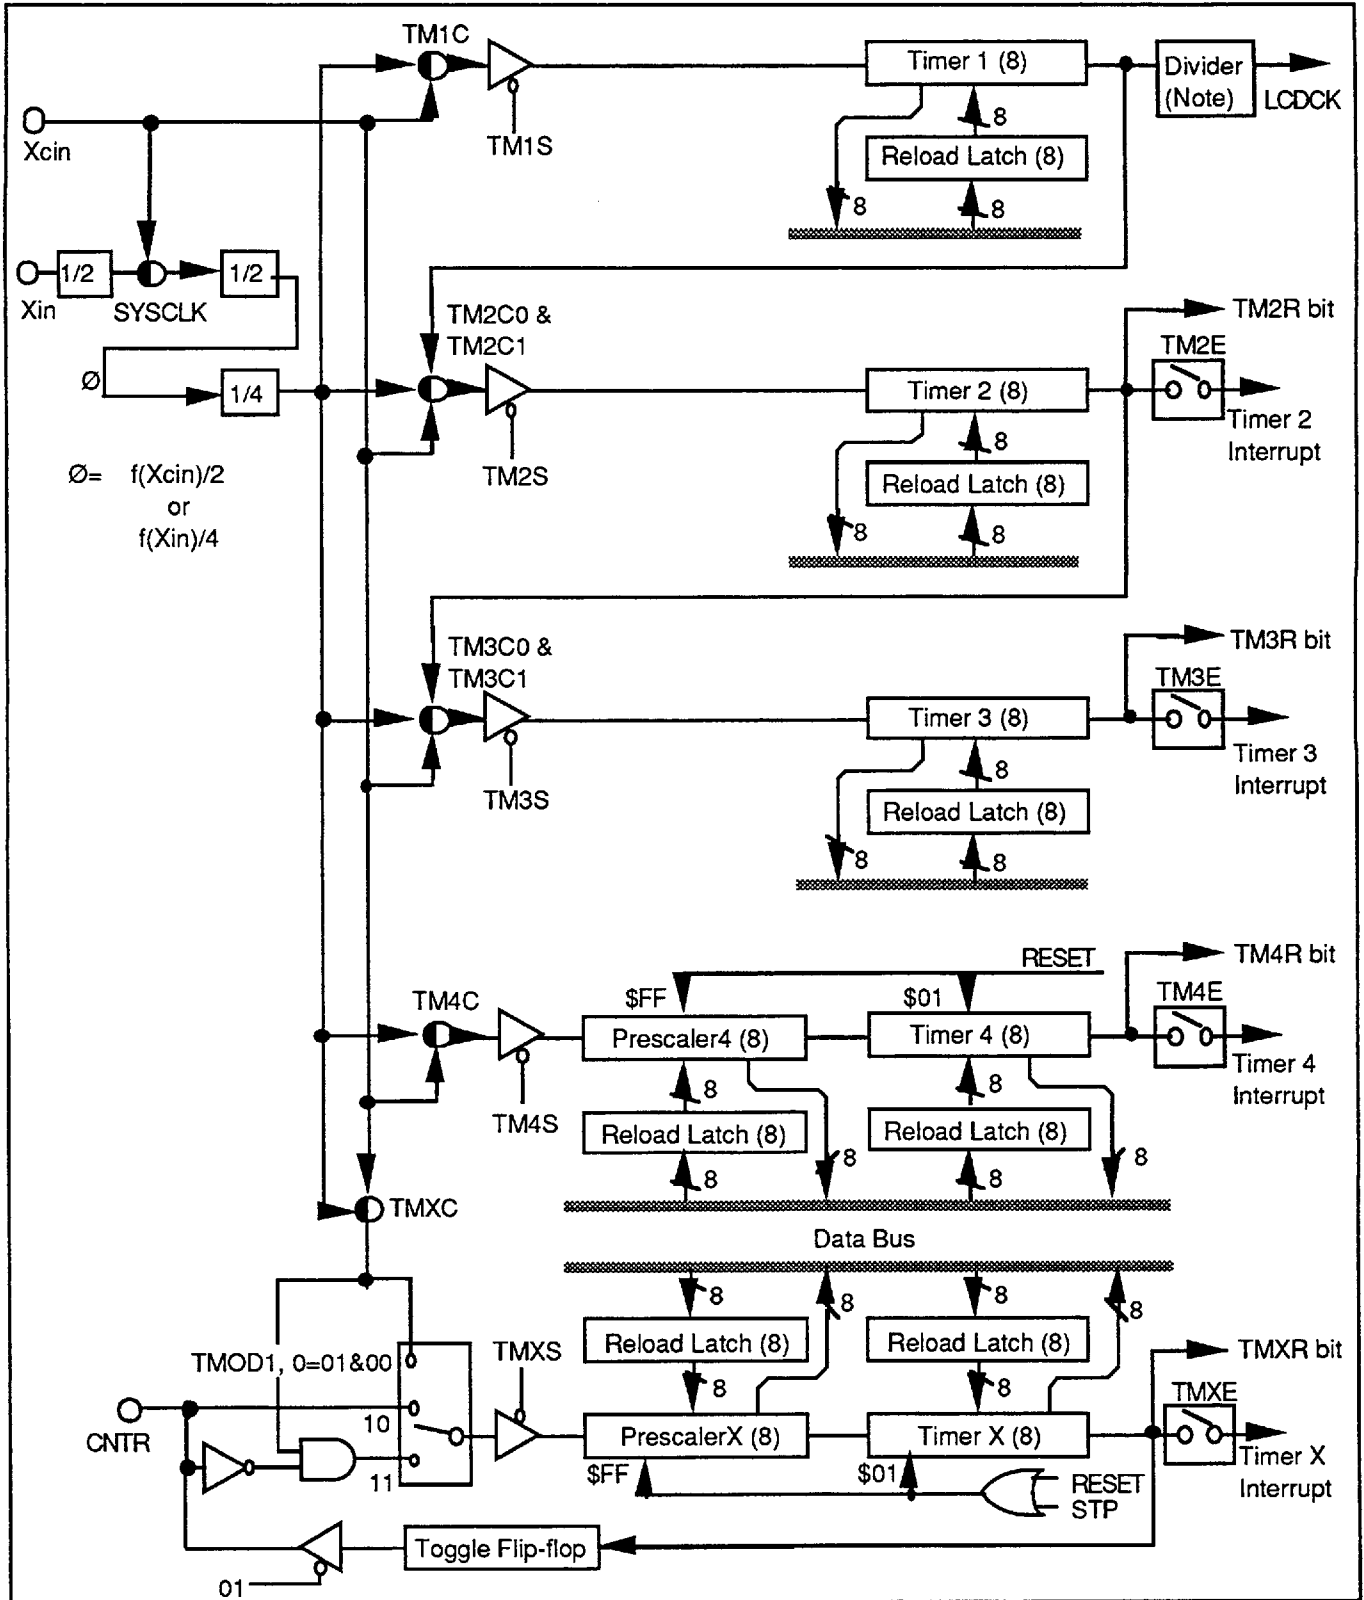 TM1C
Timer 1 (8)
Divider
(Note)
LCDCK
Xcin
TM1S
8
Reload Latch (8)
8
8
1/2
1/2
Xin
SYSCLK
TM2C0 &
TM2C1
TM2R bit
TM2E
Ø
1/4
Timer 2 (8)
Timer 2
Interrupt
8
TM2S
Reload Latch (8)
Ø= f(Xcin)/2
or
f(Xin)/4
8
8
TM3C0 &
TM3C1
TM3R bit
TM3E
Timer 3 (8)
Timer 3
Interrupt
8
TM3S
Reload Latch (8)
8
8
RESET
TM4R bit
TM4C
$FF
$01
TM4E
Prescaler4 (8)
Timer 4 (8)
Timer 4
Interrupt
8
8
TM4S
Reload Latch (8)
Reload Latch (8)
8
8
8
8
TMXC
Data Bus
8
8
8
8
Reload Latch (8)
Reload Latch (8)
TMXR bit
TMOD1, 0=01&00
TMXS
8
8
TMXE
CNTR
10
PrescalerX (8)
Timer X (8)
Timer X
Interrupt
11
$FF
$01
RESET
STP
Toggle Flip-flop
01